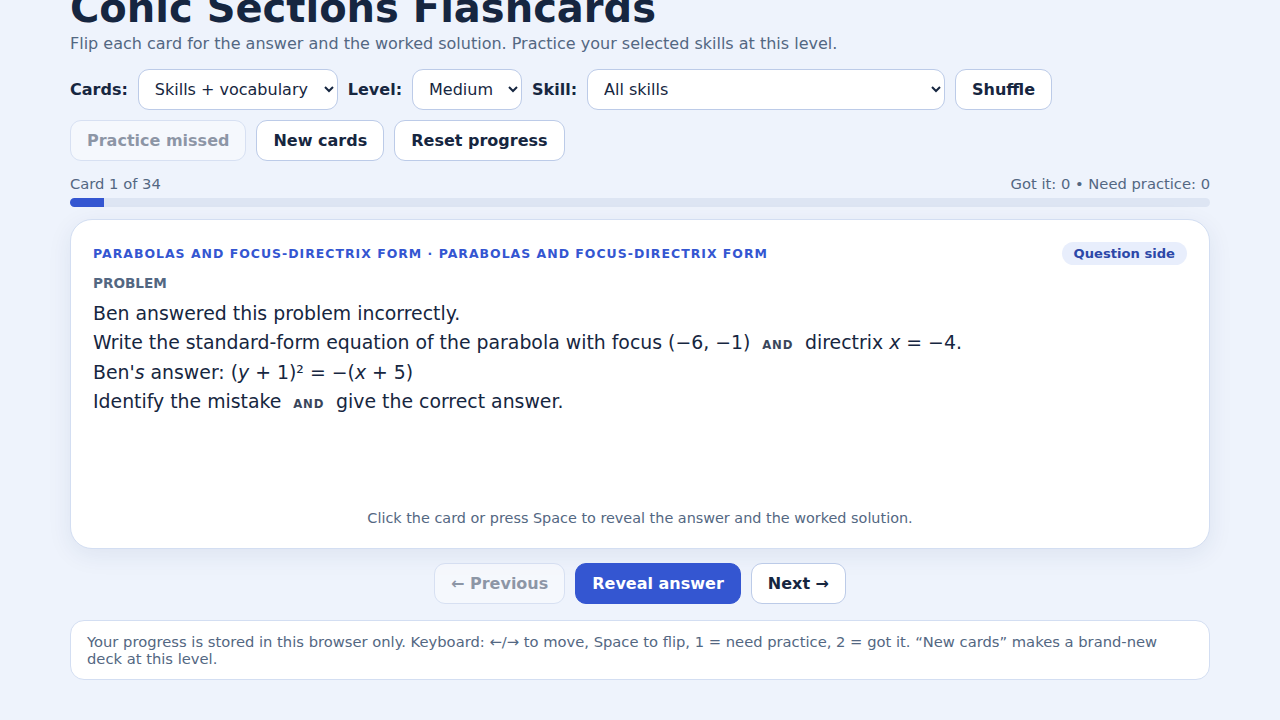 Conic Sections Flashcards
Flip each card for the answer and the worked solution. Practice your selected skills at this level.
Cards: Skills + vocabulary Level: Medium Skill: All skills Shuffle
Practice missed New cards Reset progress
Card 1 of 34 Got it: 0 • Need practice: 0
PARABOLAS AND FOCUS-DIRECTRIX FORM · PARABOLAS AND FOCUS-DIRECTRIX FORM Question side
PROBLEM
Ben answered this problem incorrectly.
Write the standard-form equation of the parabola with focus (−6, −1) AND directrix x = −4.
Ben's answer: (y + 1)² = −(x + 5)
Identify the mistake AND give the correct answer.
Click the card or press Space to reveal the answer and the worked solution.
← Previous Reveal answer Next →
Your progress is stored in this browser only. Keyboard: ←/→ to move, Space to flip, 1 = need practice, 2 = got it. “New cards” makes a brand-new
deck at this level.